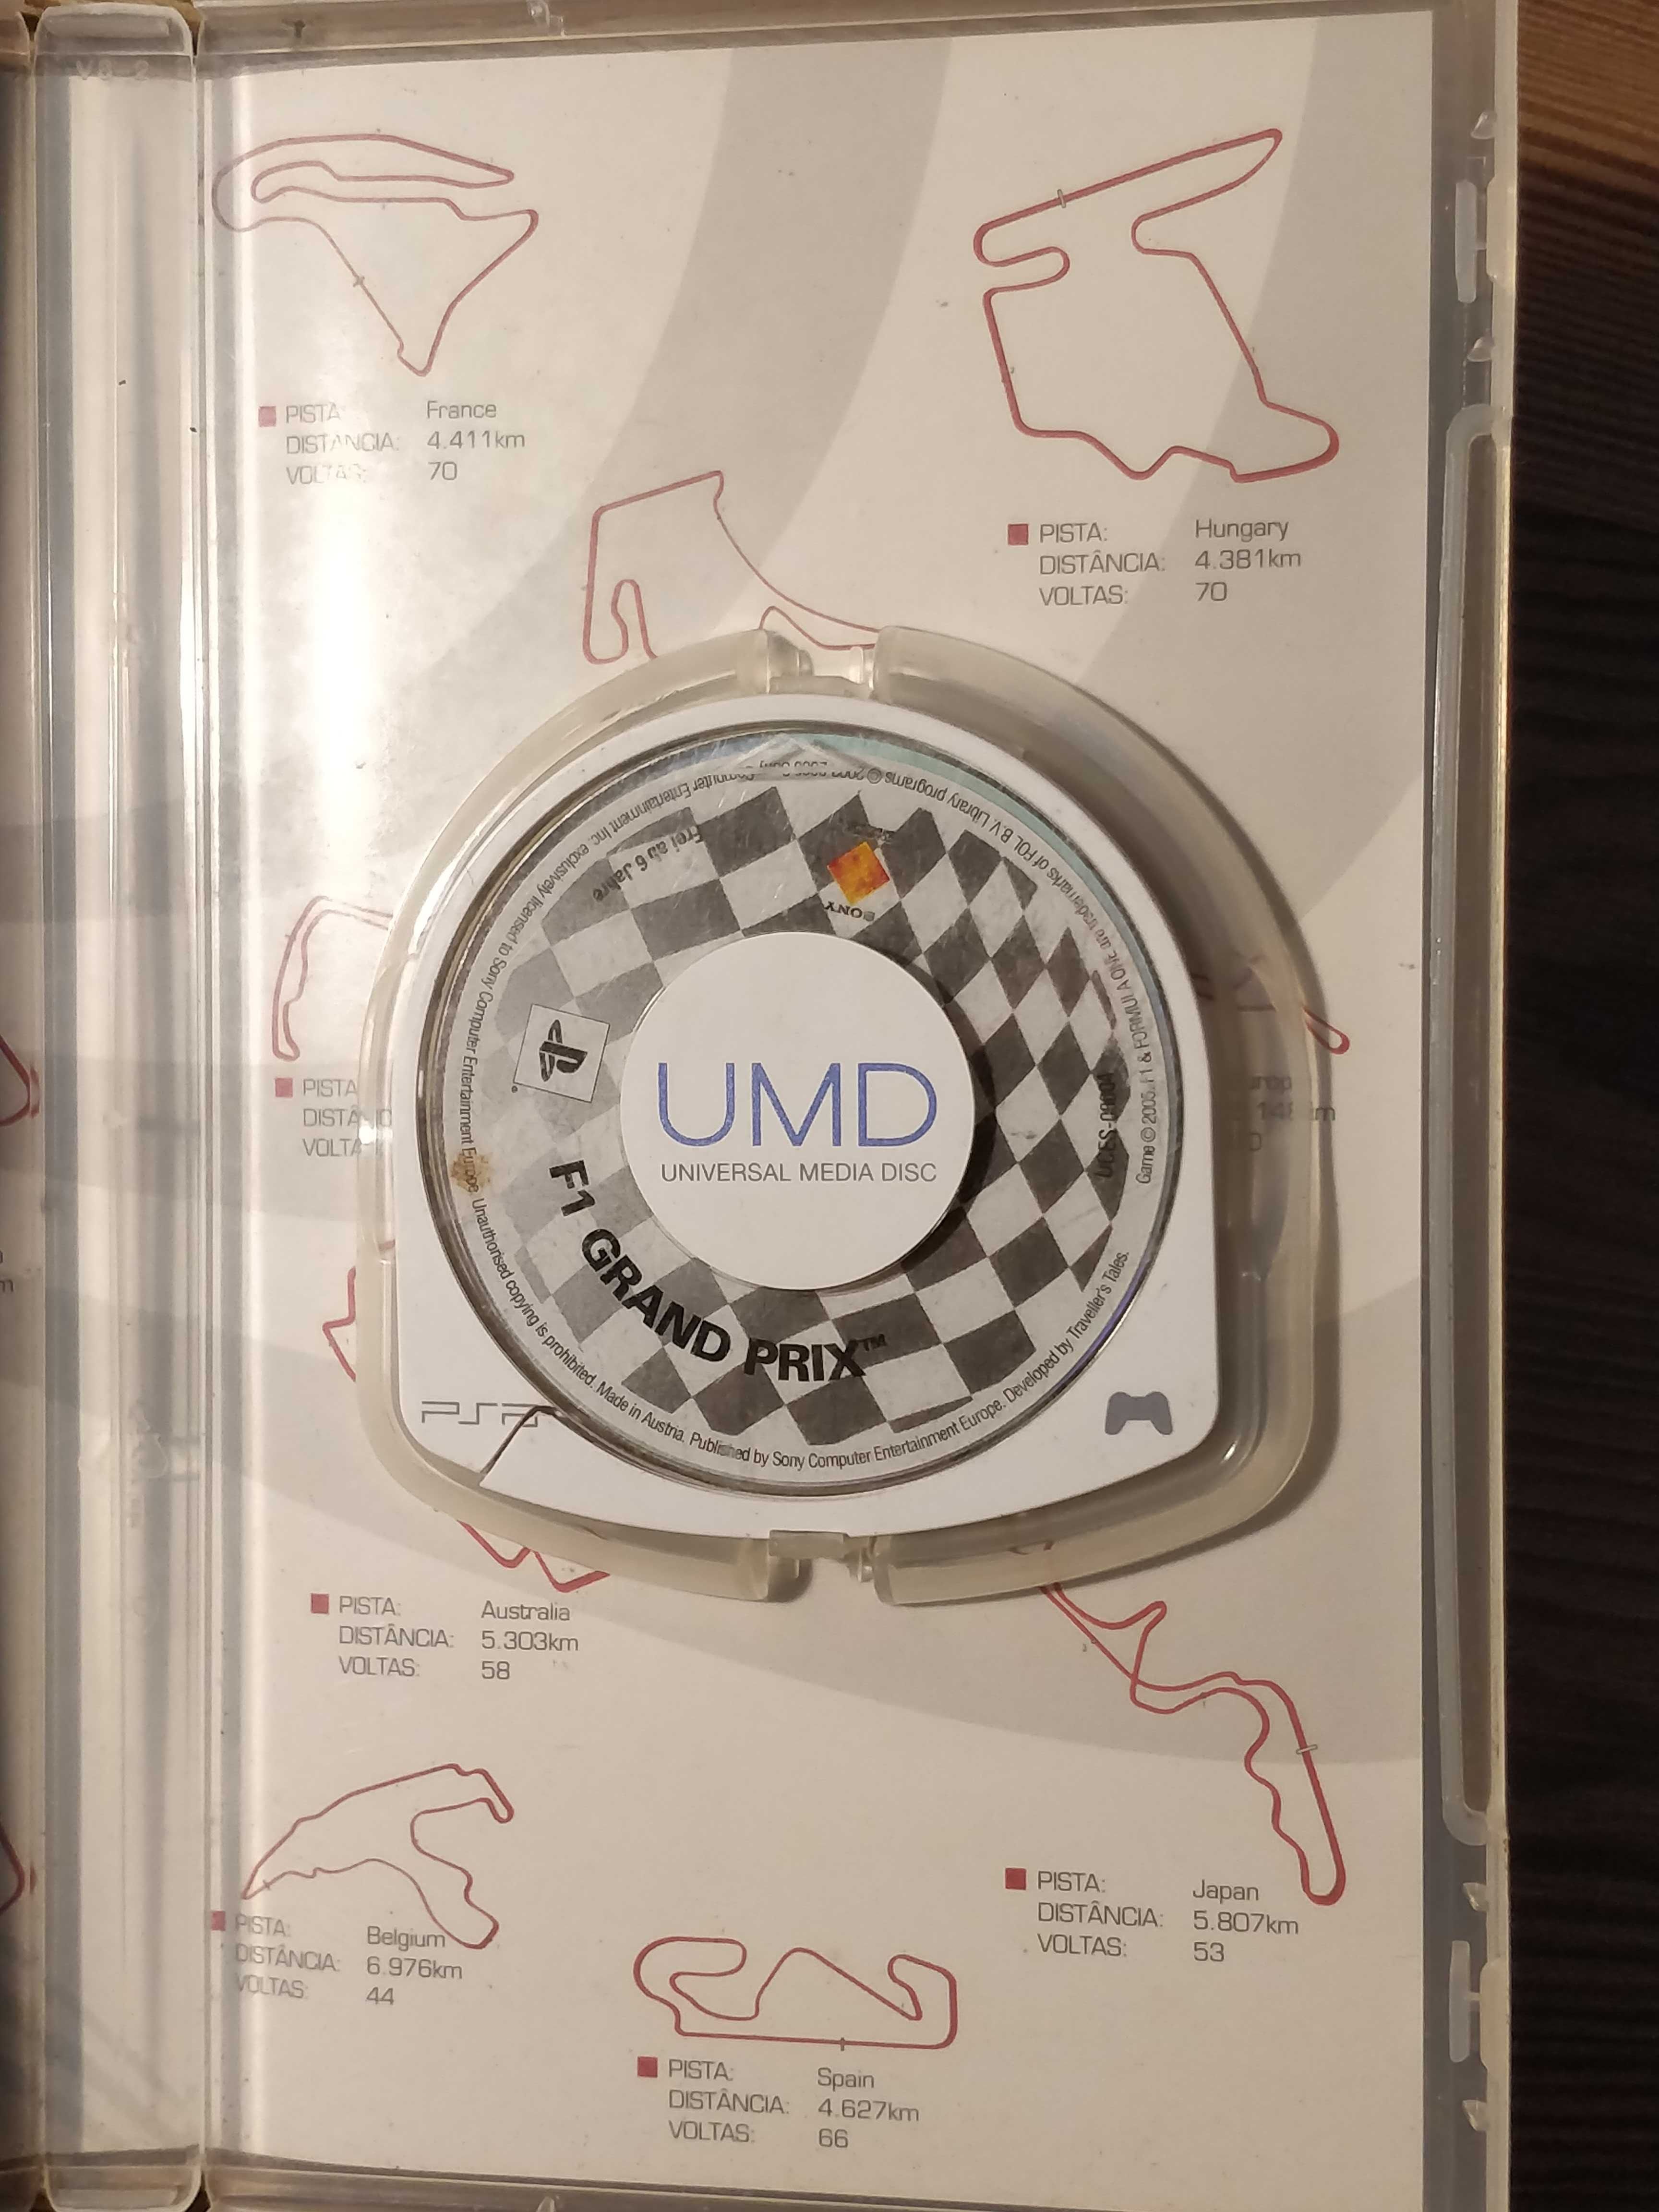 PISTA: France
DISTÂNCIA: 4.411km
VOLTAS: 70
PISTA: Hungary
DISTÂNCIA: 4.381km
VOLTAS: 70
PISTA
VOLTA
UMD
UNIVERSAL MEDIA DISC
F1 GRAND PRIX™
SONY
Frei ab 6 Jahre
UCES-00004
Game © 2005. F1 & FORMULA ONE are trademarks of FOL B.V. Library programs ©
Computer Entertainment Inc. exclusively licensed to Sony Computer Entertainment Europe. Unauthorised copying is prohibited. Made in Austria. Published by Sony Computer Entertainment Europe. Developed by Traveller's Tales.
PSP
PISTA: Australia
DISTÂNCIA: 5.303km
VOLTAS: 58
PISTA: Belgium
DISTÂNCIA: 6.976km
VOLTAS: 44
PISTA: Japan
DISTÂNCIA: 5.807km
VOLTAS: 53
PISTA: Spain
DISTÂNCIA: 4.627km
VOLTAS: 66